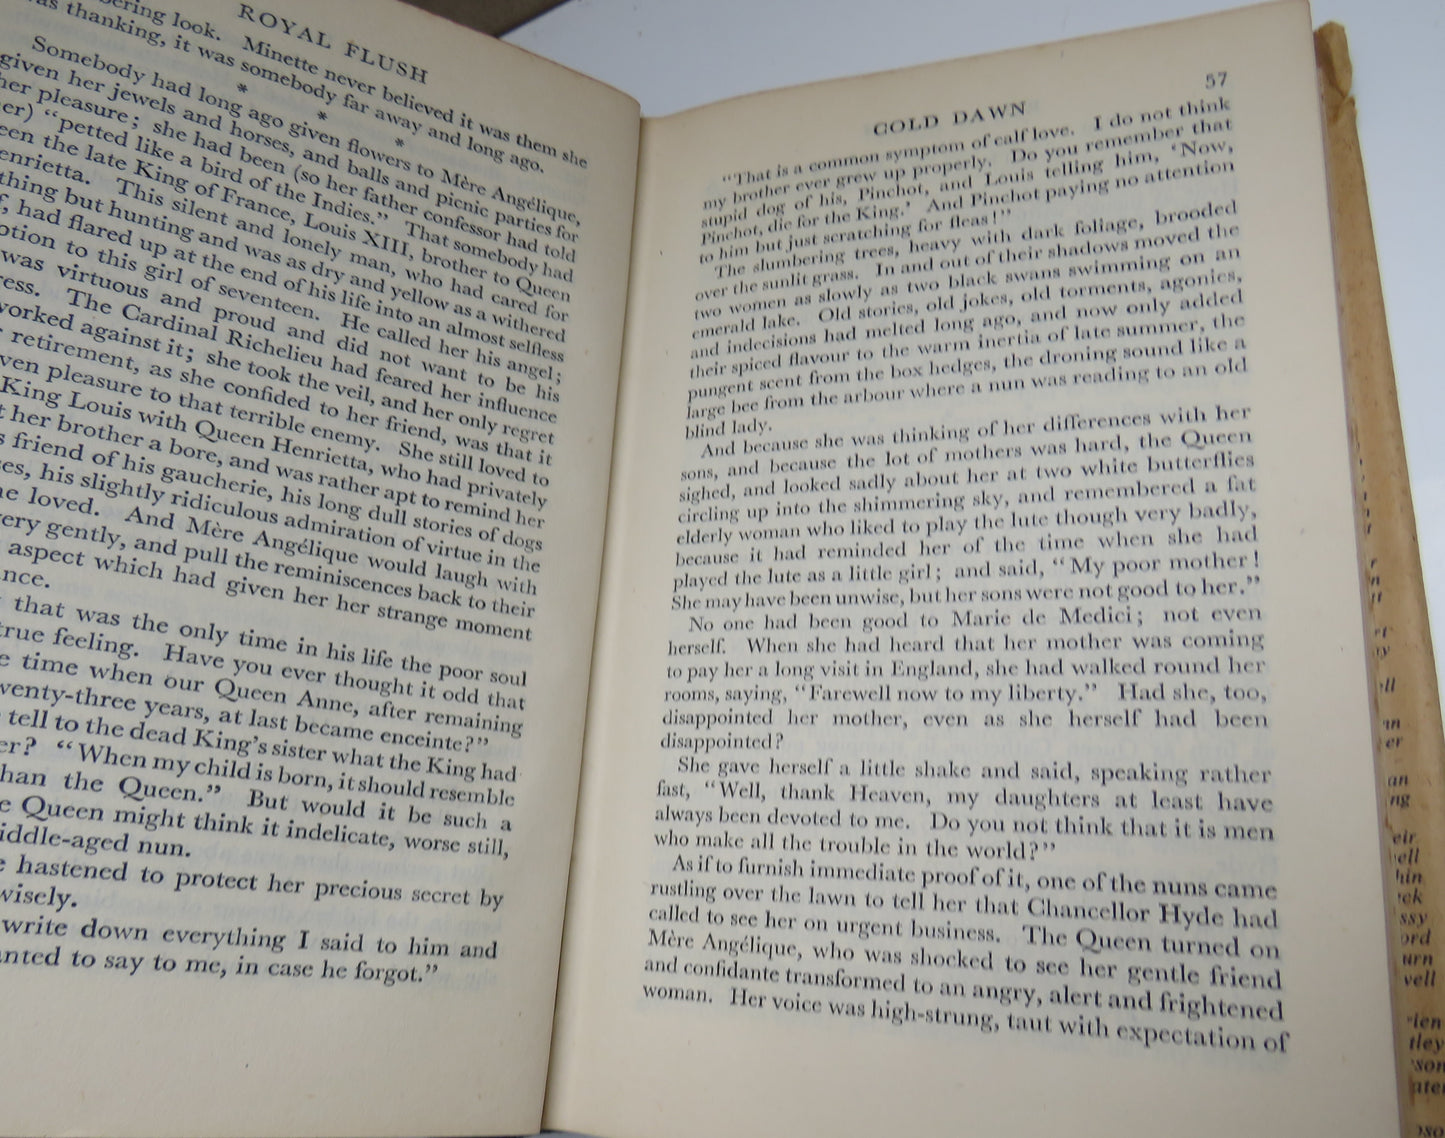 ROYAL FLUSH
bering look. Minette never believed it was them she
was thanking, it was somebody far away and long ago.
* * *
Somebody had long ago given flowers to Mère Angélique,
given her jewels and horses, and balls and picnic parties for
her pleasure; she had been (so her father confessor had told
her) "petted like a bird of the Indies." That somebody had
been the late King of France, Louis XIII, brother to Queen
Henrietta. This silent and lonely man, who had cared for
thing but hunting and was as dry and yellow as a withered
f, had flared up at the end of his life into an almost selfless
otion to this girl of seventeen. He called her his angel;
was virtuous and proud and did not want to be his
ress. The Cardinal Richelieu had feared her influence
worked against it; she took the veil, and her only regret
r retirement, as she confided to her friend, was that it
ven pleasure to that terrible enemy. She still loved to
King Louis with Queen Henrietta, who had privately
t her brother a bore, and was rather apt to remind her
s friend of his gaucherie, his long dull stories of dogs
ses, his slightly ridiculous admiration of virtue in the
he loved. And Mère Angélique would laugh with
very gently, and pull the reminiscences back to their
aspect which had given her her strange moment
nce.
that was the only time in his life the poor soul
true feeling. Have you ever thought it odd that
e time when our Queen Anne, after remaining
wenty-three years, at last became enceinte?"
tell to the dead King's sister what the King had
er? "When my child is born, it should resemble
han the Queen." But would it be such a
e Queen might think it indelicate, worse still,
iddle-aged nun.
e hastened to protect her precious secret by
wisely.
write down everything I said to him and
nted to say to me, in case he forgot."
COLD DAWN 57
"That is a common symptom of calf love. I do not think
my brother ever grew up properly. Do you remember that
stupid dog of his, Pinchot, and Louis telling him, 'Now,
Pinchot, die for the King.' And Pinchot paying no attention
to him but just scratching for fleas!"
The slumbering trees, heavy with dark foliage, brooded
over the sunlit grass. In and out of their shadows moved the
two women as slowly as two black swans swimming on an
emerald lake. Old stories, old jokes, old torments, agonies,
and indecisions had melted long ago, and now only added
their spiced flavour to the warm inertia of late summer, the
pungent scent from the box hedges, the droning sound like a
large bee from the arbour where a nun was reading to an old
blind lady.
And because she was thinking of her differences with her
sons, and because the lot of mothers was hard, the Queen
sighed, and looked sadly about her at two white butterflies
circling up into the shimmering sky, and remembered a fat
elderly woman who liked to play the lute though very badly,
because it had reminded her of the time when she had
played the lute as a little girl; and said, "My poor mother!
She may have been unwise, but her sons were not good to her."
No one had been good to Marie de Medici; not even
herself. When she had heard that her mother was coming
to pay her a long visit in England, she had walked round her
rooms, saying, "Farewell now to my liberty." Had she, too,
disappointed her mother, even as she herself had been
disappointed?
She gave herself a little shake and said, speaking rather
fast, "Well, thank Heaven, my daughters at least have
always been devoted to me. Do you not think that it is men
who make all the trouble in the world?"
As if to furnish immediate proof of it, one of the nuns came
rustling over the lawn to tell her that Chancellor Hyde had
called to see her on urgent business. The Queen turned on
Mère Angélique, who was shocked to see her gentle friend
and confidante transformed to an angry, alert and frightened
woman. Her voice was high-strung, taut with expectation of